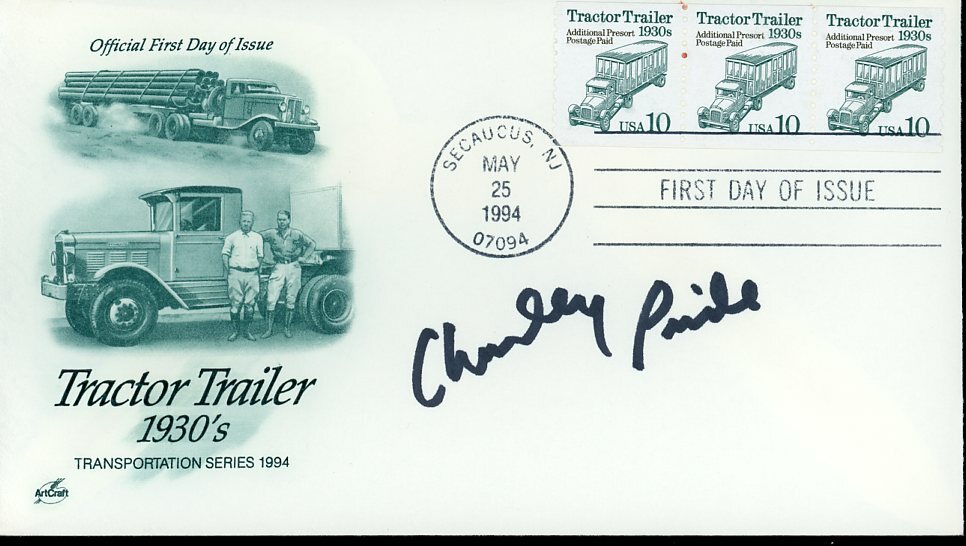 Official First Day of Issue
Tractor Trailer
1930s
Additional Presort
Postage Paid
USA 10
Tractor Trailer
1930s
Additional Presort
Postage Paid
USA 10
Tractor Trailer
1930s
Additional Presort
Postage Paid
USA 10
SECAUCUS, NJ
MAY
25
1994
07094
FIRST DAY OF ISSUE
Charley Pride
Tractor Trailer
1930's
TRANSPORTATION SERIES 1994
ArtCraft